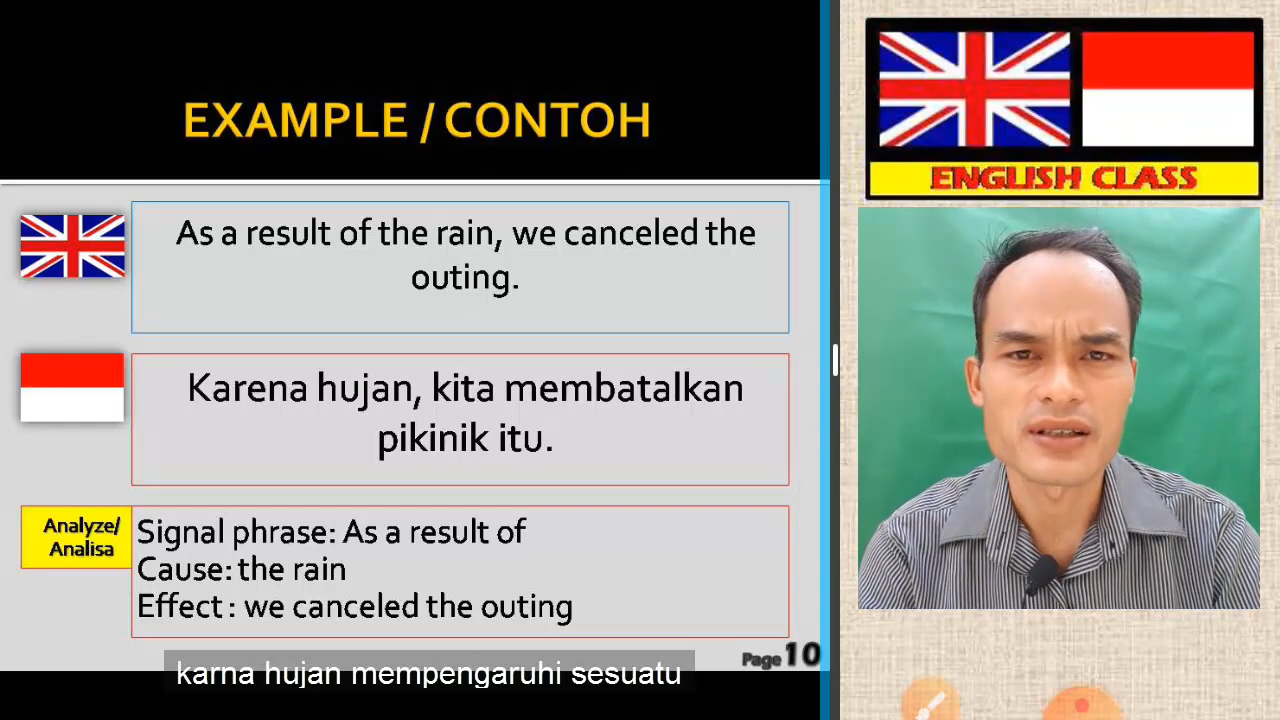 EXAMPLE / CONTOH
ENGLISH CLASS
As a result of the rain, we canceled the
outing.
Karena hujan, kita membatalkan
pikinik itu.
Analyze/
Analisa
Signal phrase: As a result of
Cause: the rain
Effect : we canceled the outing
Page 10
karna hujan mempengaruhi sesuatu